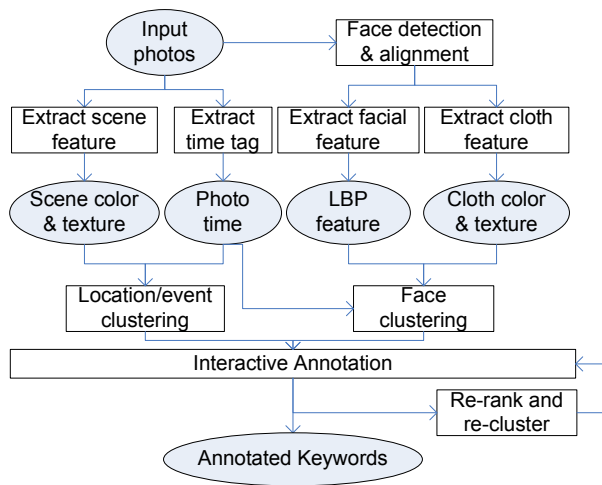 Input
photos
Face detection
& alignment
Extract scene
feature
Extract
time tag
Extract facial
feature
Extract cloth
feature
Scene color
& texture
Photo
time
LBP
feature
Cloth color
& texture
Location/event
clustering
Face
clustering
Interactive Annotation
Re-rank and
re-cluster
Annotated Keywords